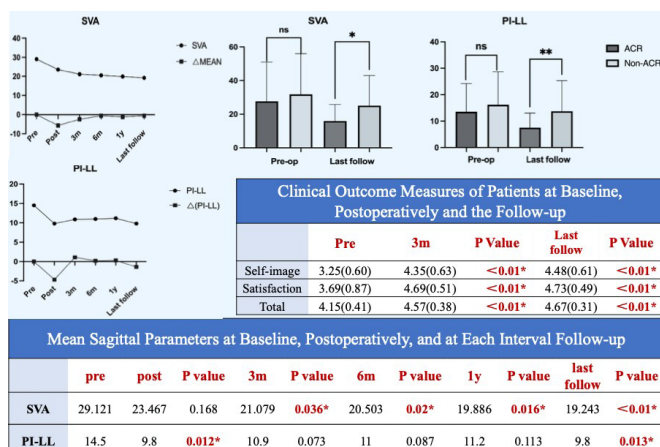 SVA
SVA
△MEAN
30
20
10
0
-10
Pre
Post
3m
6m
1y
Last follow
SVA
ns
*
60
40
20
0
Pre-op
Last follow
PI-LL
ns
**
40
30
20
10
0
Pre-op
Last follow
ACR
Non-ACR
PI-LL
PI-LL
△(PI-LL)
20
15
10
5
0
-5
Pre
Post
3m
6m
1y
Last follow
Clinical Outcome Measures of Patients at Baseline,
Postoperatively and the Follow-up
Pre 3m P Value Last follow P Value
Self-image 3.25(0.60) 4.35(0.63) <0.01* 4.48(0.61) <0.01*
Satisfaction 3.69(0.87) 4.69(0.51) <0.01* 4.73(0.49) <0.01*
Total 4.15(0.41) 4.57(0.38) <0.01* 4.67(0.31) <0.01*
Mean Sagittal Parameters at Baseline, Postoperatively, and at Each Interval Follow-up
pre post P value 3m P value 6m P value 1y P value last follow P value
SVA 29.121 23.467 0.168 21.079 0.036* 20.503 0.02* 19.886 0.016* 19.243 <0.01*
PI-LL 14.5 9.8 0.012* 10.9 0.073 11 0.087 11.2 0.113 9.8 0.013*